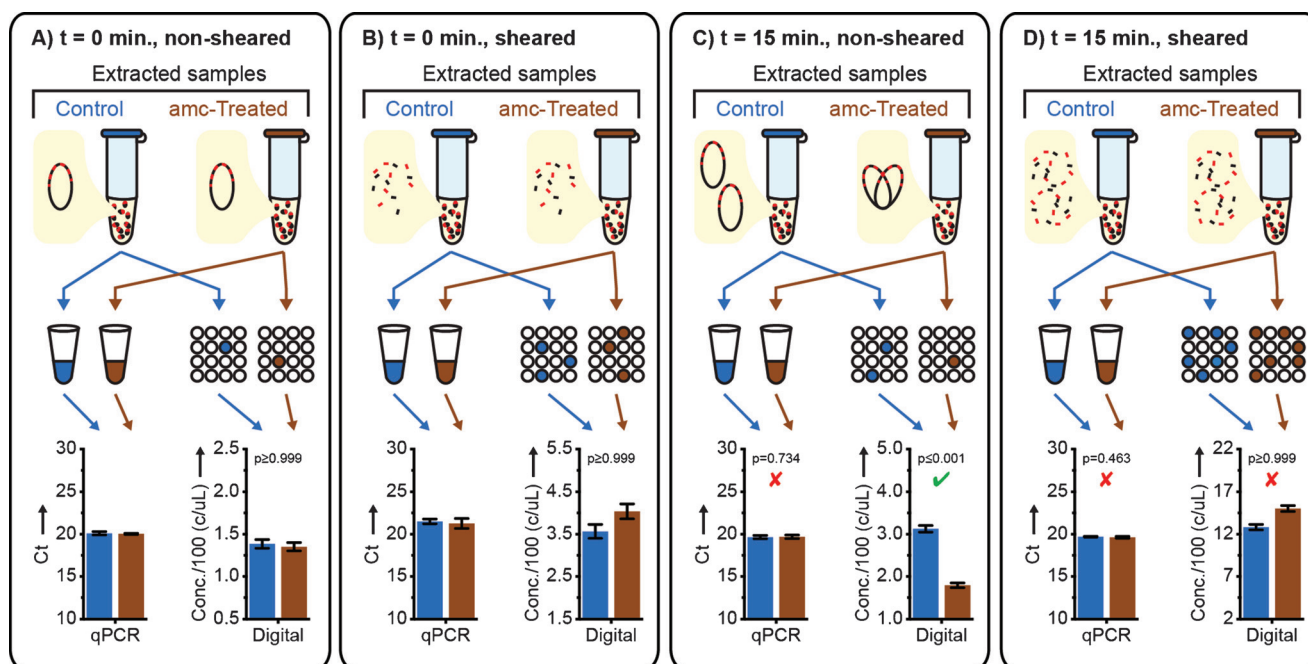 A) t = 0 min., non-sheared
Extracted samples
Control amc-Treated
30
25
20
15
10
Ct
qPCR
2.5
2.0
1.5
1.0
0.5
Conc./100 (c/uL)
p≥0.999
Digital
B) t = 0 min., sheared
Extracted samples
Control amc-Treated
30
25
20
15
10
Ct
qPCR
5.5
4.5
3.5
2.5
1.5
Conc./100 (c/uL)
p≥0.999
Digital
C) t = 15 min., non-sheared
Extracted samples
Control amc-Treated
30
25
20
15
10
Ct
p=0.734
qPCR
5.0
4.0
3.0
2.0
1.0
Conc./100 (c/uL)
p≤0.001
Digital
D) t = 15 min., sheared
Extracted samples
Control amc-Treated
30
25
20
15
10
Ct
p=0.463
qPCR
22
17
12
7
2
Conc./100 (c/uL)
p≥0.999
Digital